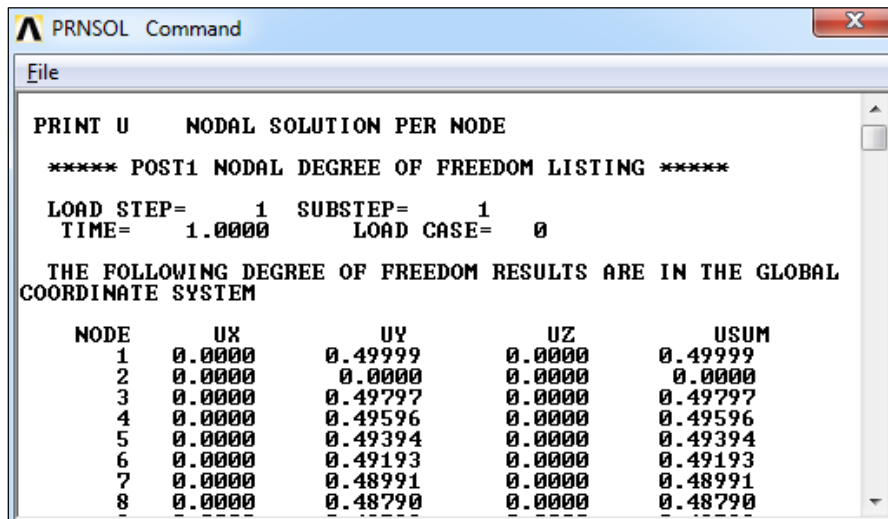 PRNSOL Command
File
PRINT U NODAL SOLUTION PER NODE
***** POST1 NODAL DEGREE OF FREEDOM LISTING *****
LOAD STEP= 1 SUBSTEP= 1
TIME= 1.0000 LOAD CASE= 0
THE FOLLOWING DEGREE OF FREEDOM RESULTS ARE IN THE GLOBAL
COORDINATE SYSTEM
NODE UX UY UZ USUM
1 0.0000 0.49999 0.0000 0.49999
2 0.0000 0.0000 0.0000 0.0000
3 0.0000 0.49797 0.0000 0.49797
4 0.0000 0.49596 0.0000 0.49596
5 0.0000 0.49394 0.0000 0.49394
6 0.0000 0.49193 0.0000 0.49193
7 0.0000 0.48991 0.0000 0.48991
8 0.0000 0.48790 0.0000 0.48790